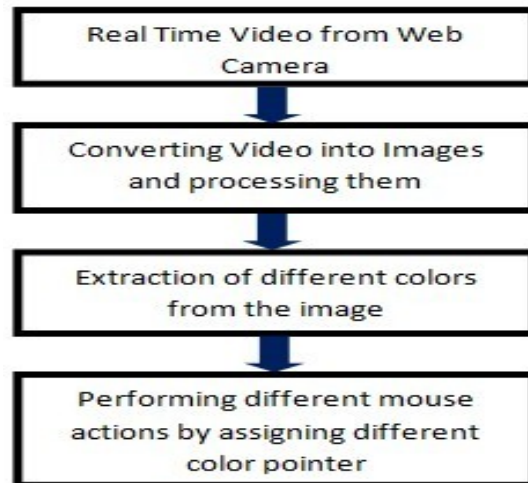 Real Time Video from Web
Camera
Converting Video into Images
and processing them
Extraction of different colors
from the image
Performing different mouse
actions by assigning different
color pointer